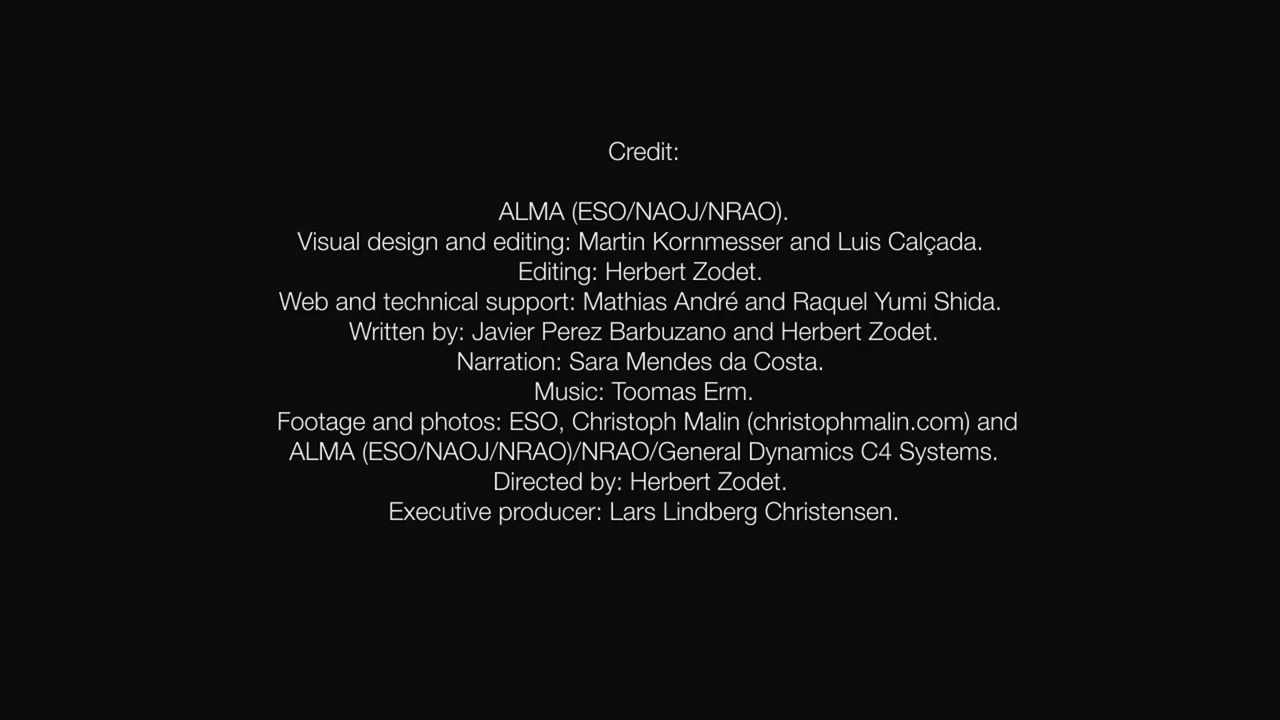 Credit:
ALMA (ESO/NAOJ/NRAO).
Visual design and editing: Martin Kornmesser and Luis Calçada.
Editing: Herbert Zodet.
Web and technical support: Mathias André and Raquel Yumi Shida.
Written by: Javier Perez Barbuzano and Herbert Zodet.
Narration: Sara Mendes da Costa.
Music: Toomas Erm.
Footage and photos: ESO, Christoph Malin (christophmalin.com) and
ALMA (ESO/NAOJ/NRAO)/NRAO/General Dynamics C4 Systems.
Directed by: Herbert Zodet.
Executive producer: Lars Lindberg Christensen.